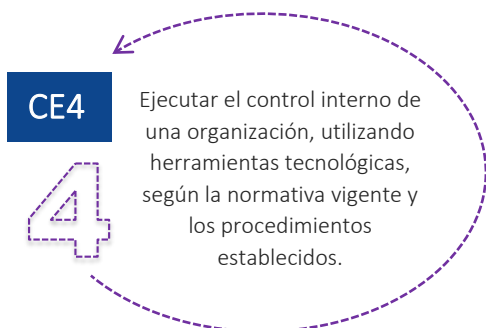 CE4
4
Ejecutar el control interno de
una organización, utilizando
herramientas tecnológicas,
según la normativa vigente y
los procedimientos
establecidos.